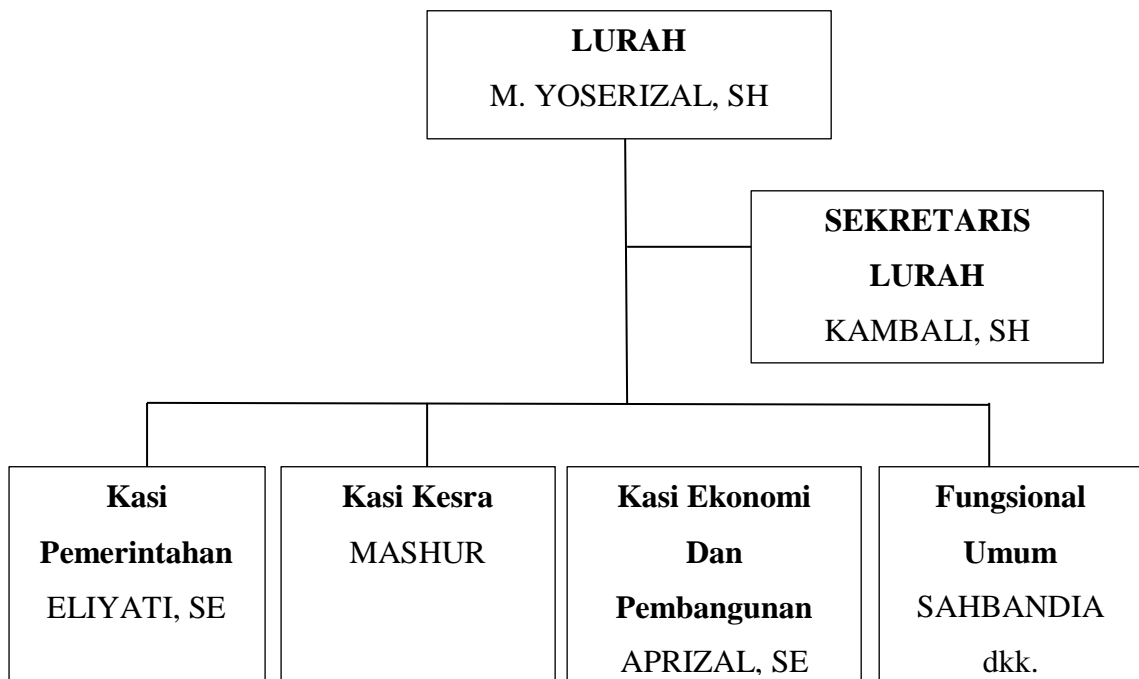 LURAH
M. YOSERIZAL, SH
SEKRETARIS
LURAH
KAMBALI, SH
Kasi
Pemerintahan
ELIYATI, SE
Kasi Kesra
MASHUR
Kasi Ekonomi
Dan
Pembangunan
APRIZAL, SE
Fungsional
Umum
SAHBANDIA
dkk.